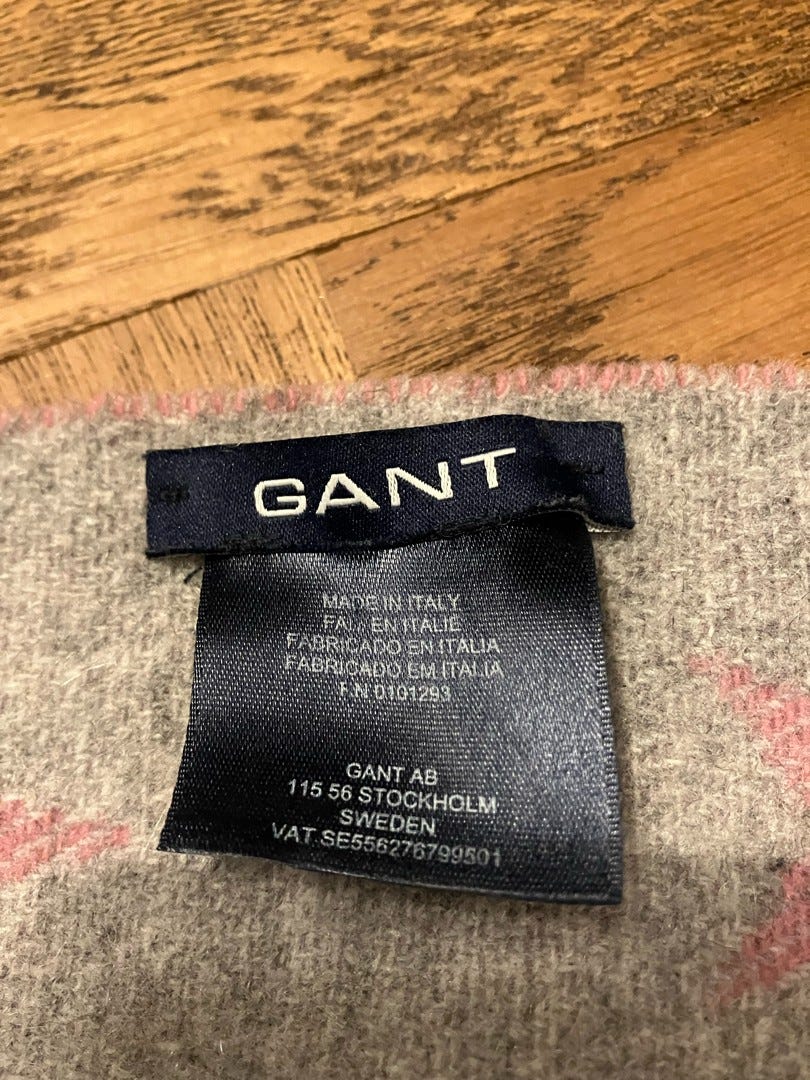 GANT
MADE IN ITALY
EN ITALIE
FABRICADO EN ITALIA
FABRICADO EM ITALIA
F.N 0101293
GANT AB
115 56 STOCKHOLM
SWEDEN
VAT SE556276799501